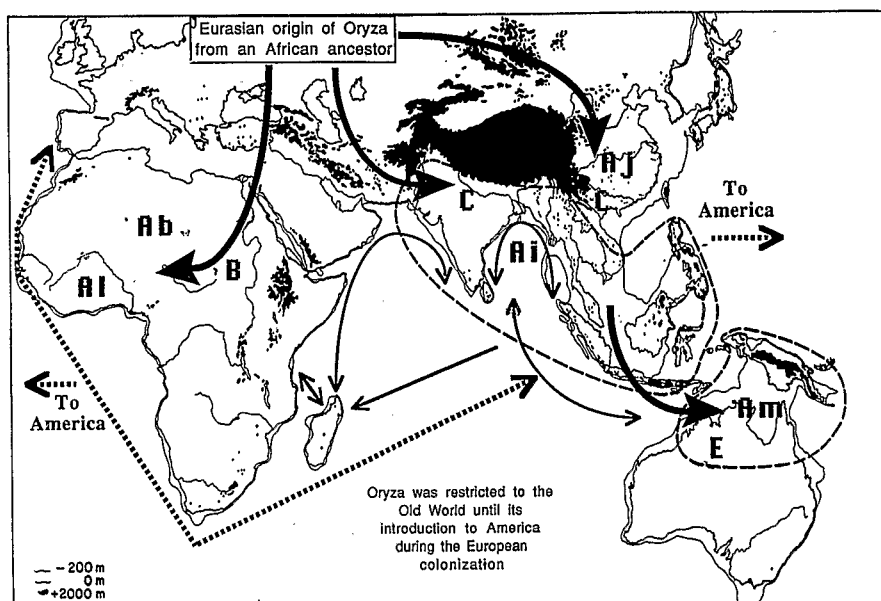 Eurasian origin of Oryza
from an African ancestor
Aj
C
C
To
America
Ab
Ai
B
Al
To
America
Am
E
Oryza was restricted to the
Old World until its
introduction to America
during the European
colonization
-200 m
0 m
+2000 m